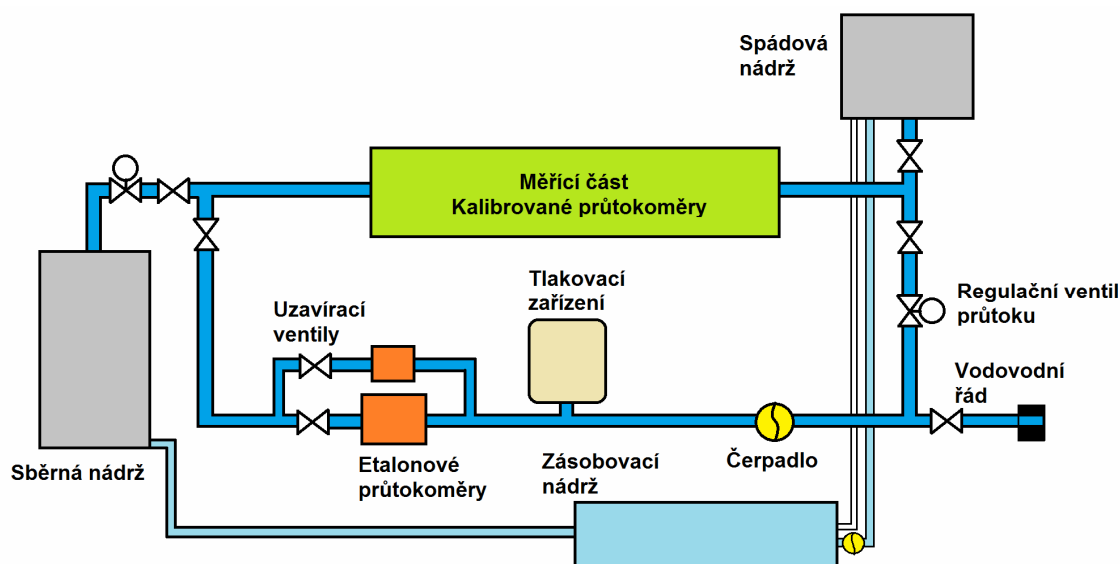 Spádová
nádrž
Měřící část
Kalibrované průtokoměry
Tlakovací
zařízení
Regulační ventil
průtoku
Uzavírací
ventily
Vodovodní
řád
Sběrná nádrž
Etalonové
průtokoměry
Zásobovací
nádrž
Čerpadlo